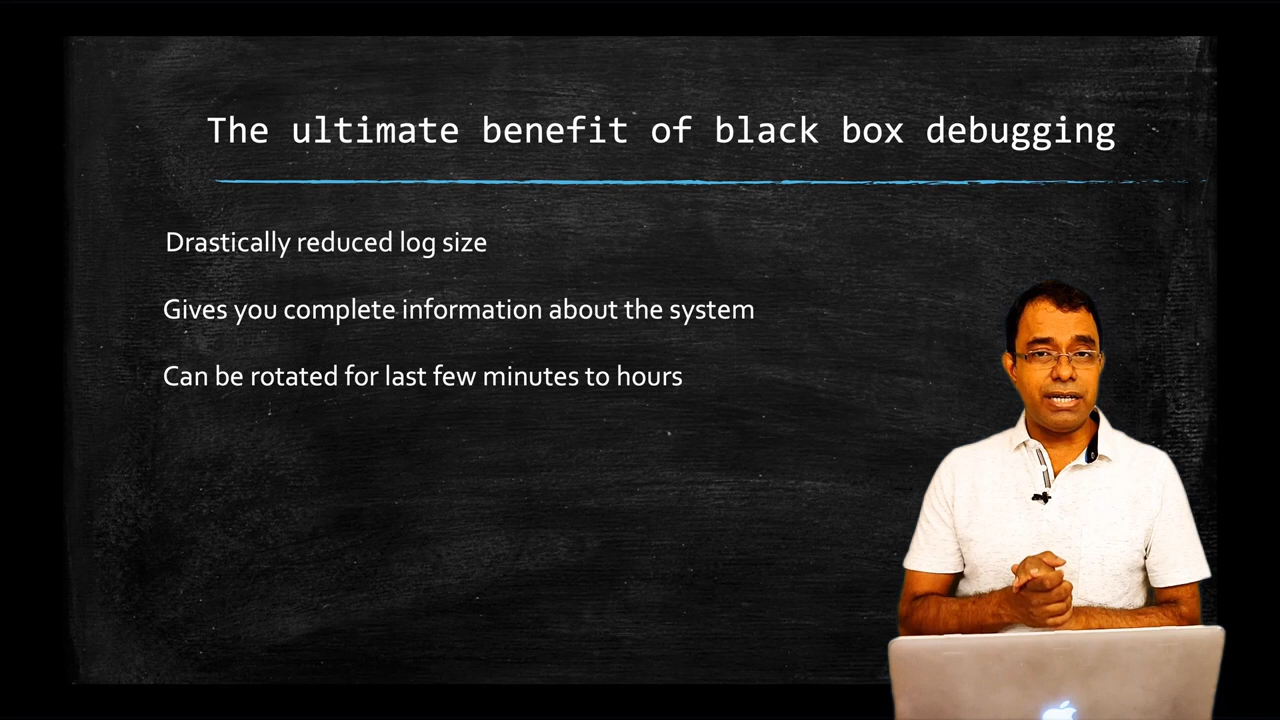 The ultimate benefit of black box debugging
Drastically reduced log size
Gives you complete information about the system
Can be rotated for last few minutes to hours